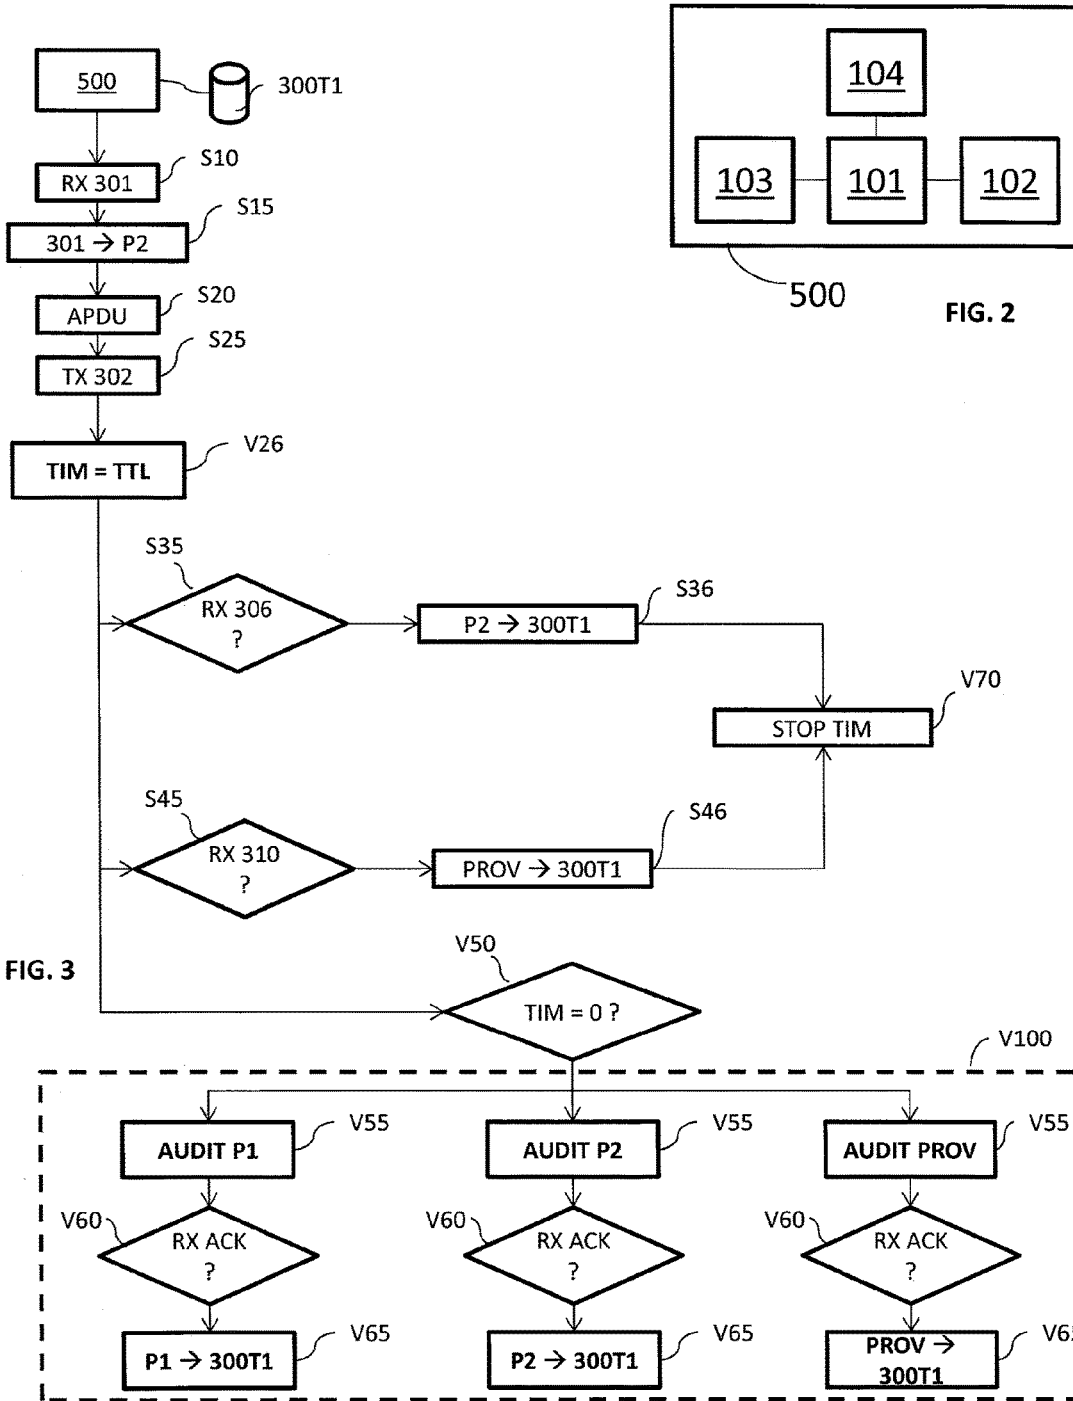 500
300T1
S10
RX 301
S15
301 → P2
S20
APDU
S25
TX 302
V26
TIM = TTL
104
103
101
102
500
FIG. 2
S35
RX 306
?
S36
P2 → 300T1
V70
STOP TIM
S45
RX 310
?
S46
PROV → 300T1
FIG. 3
V50
TIM = 0 ?
V100
V55
AUDIT P1
V55
AUDIT P2
V55
AUDIT PROV
V60
RX ACK
?
V60
RX ACK
?
V60
RX ACK
?
V65
P1 → 300T1
V65
P2 → 300T1
V65
PROV →
300T1